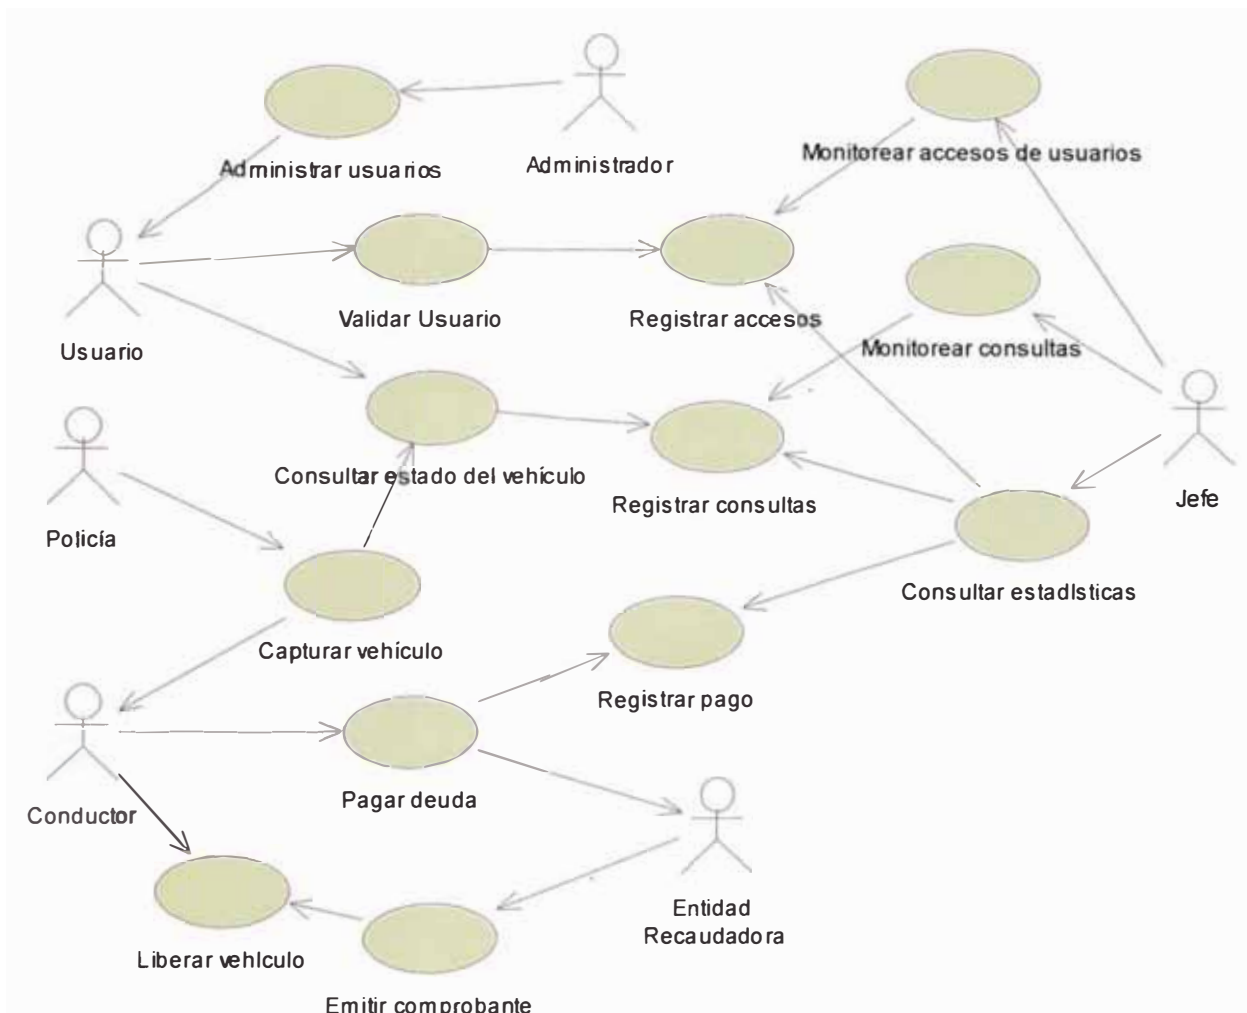 Administrar usuarios
Administrador
Monitorear accesos de usuarios
Usuario
Validar Usuario
Registrar accesos
Monitorear consultas
Policía
Consultar estado del vehículo
Registrar consultas
Jefe
Consultar estadísticas
Capturar vehículo
Registrar pago
Conductor
Pagar deuda
Entidad
Recaudadora
Liberar vehículo
Emitir comprobante